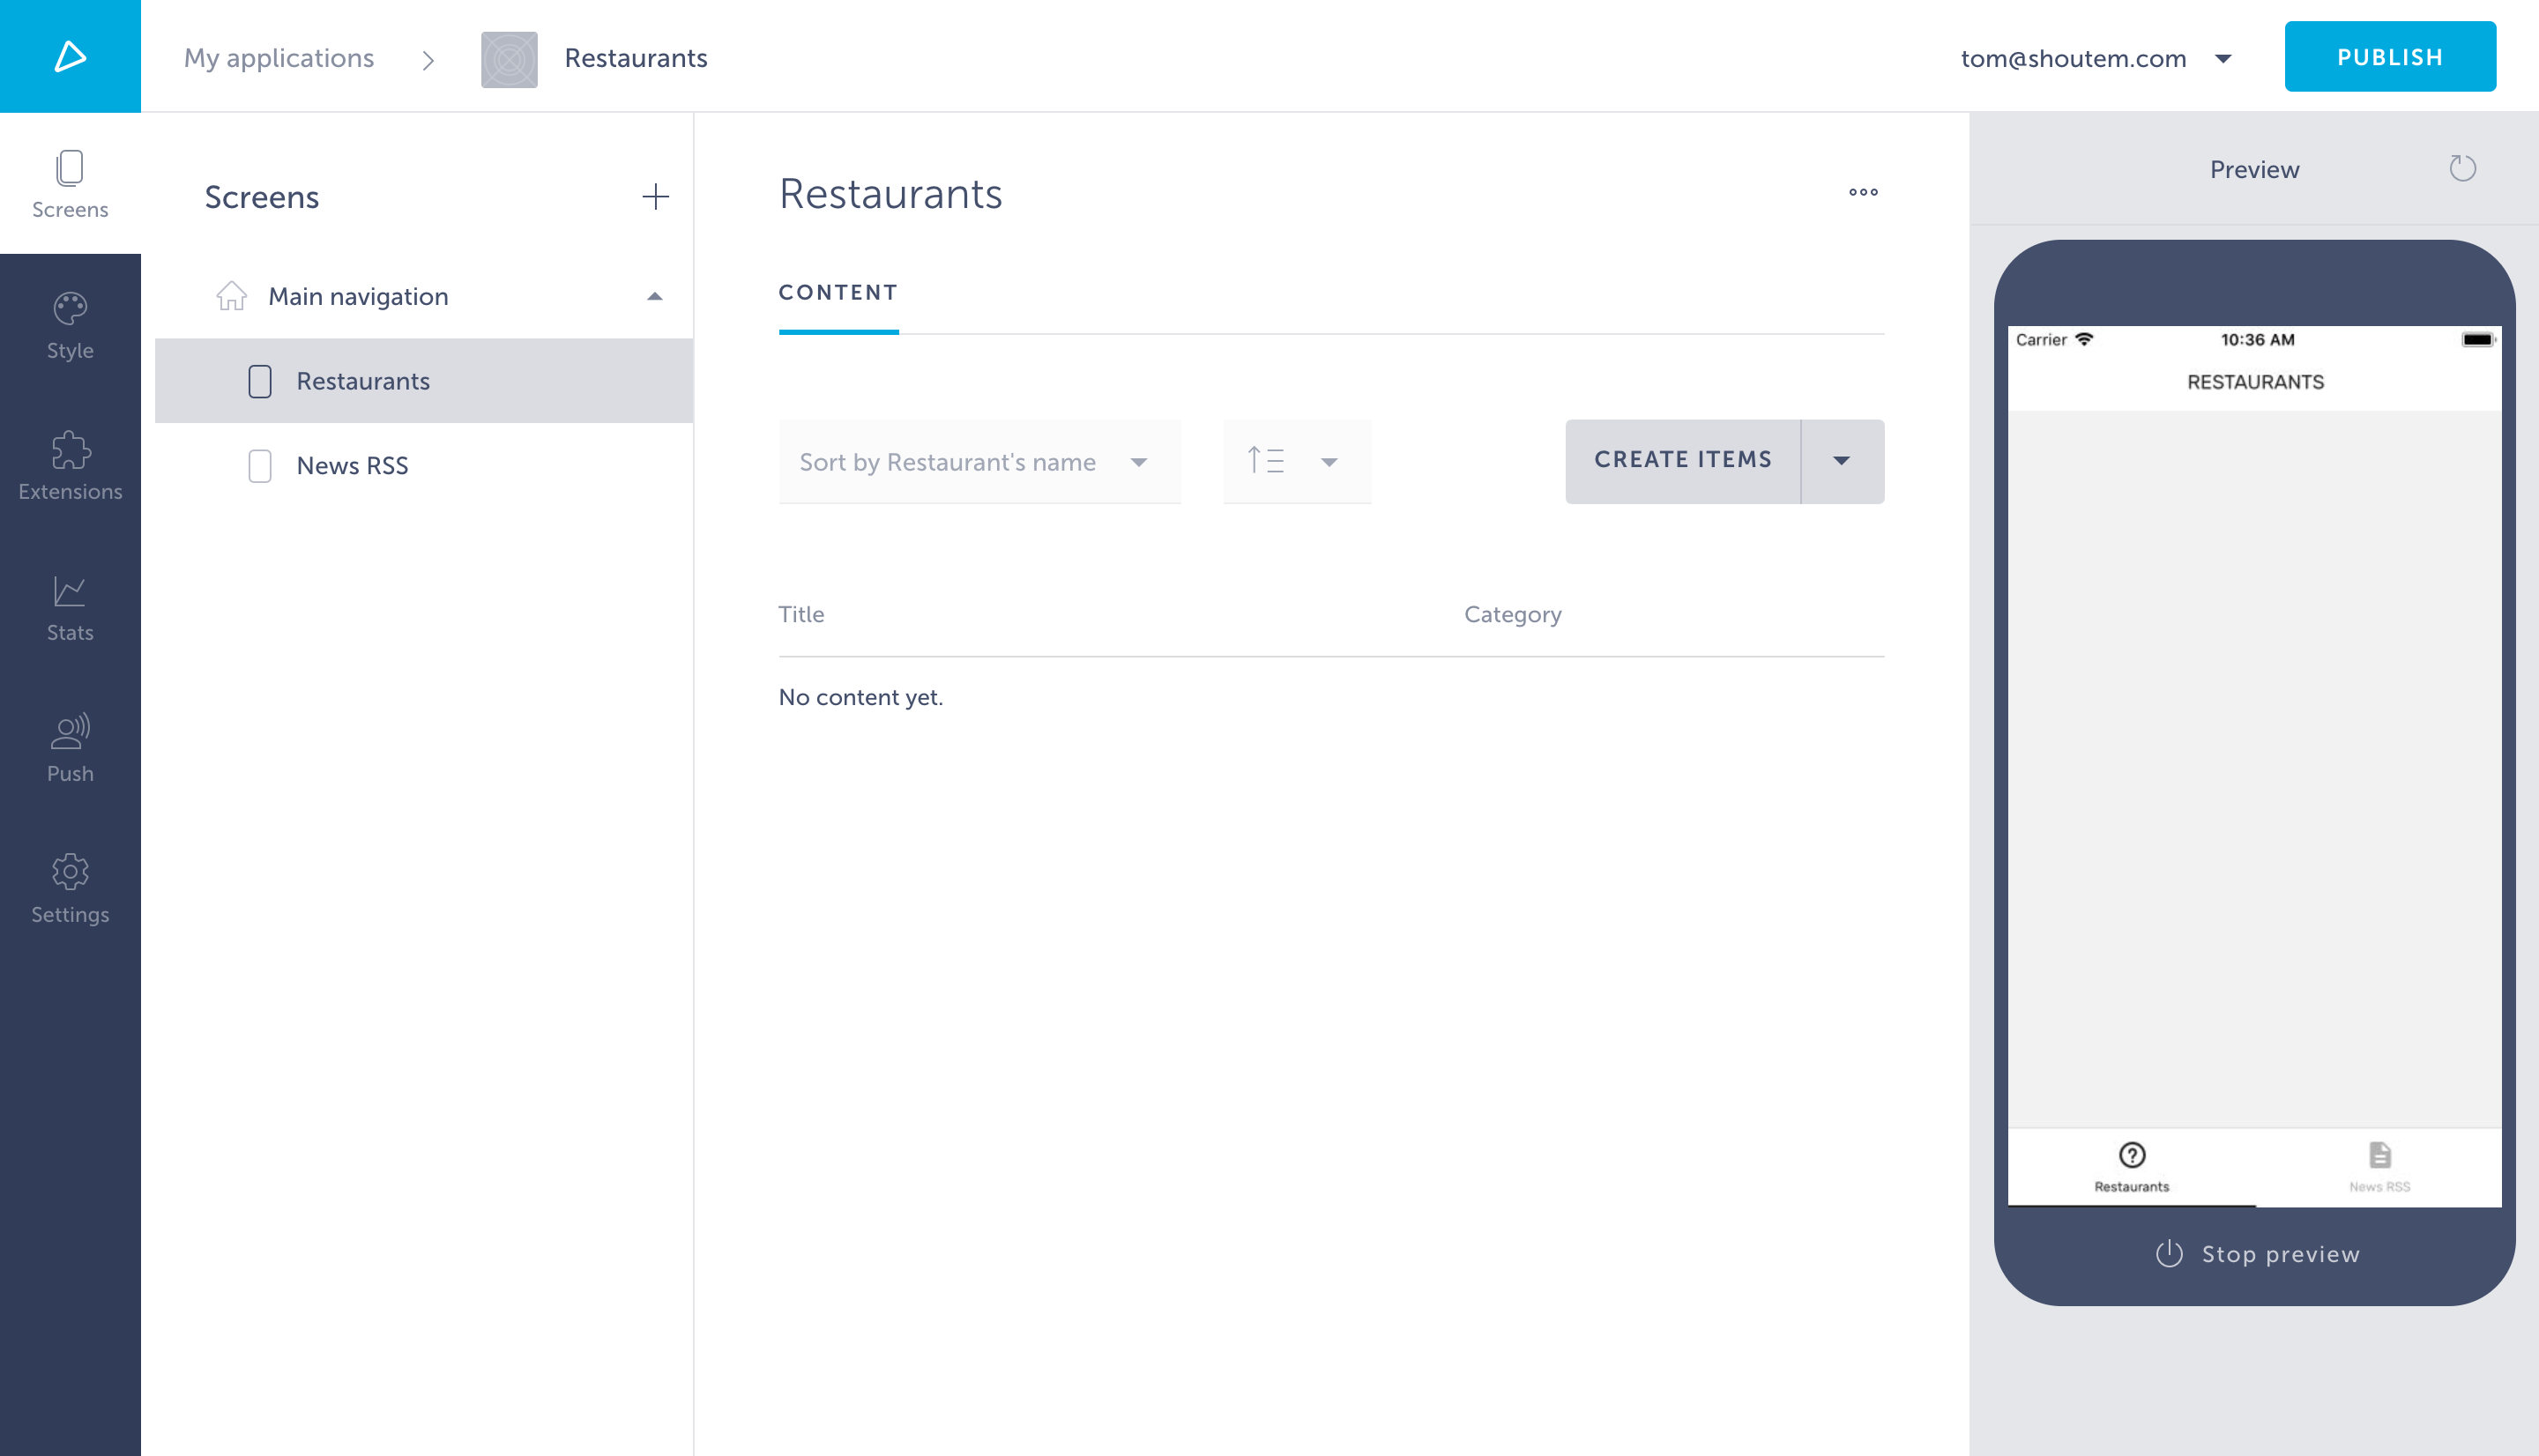 My applications
Restaurants
tom@shoutem.com
PUBLISH
Screens
Style
Extensions
Stats
Push
Settings
Screens
Main navigation
Restaurants
News RSS
Restaurants
CONTENT
Sort by Restaurant's name
CREATE ITEMS
Title Category
No content yet.
Preview
Carrier 10:36 AM
RESTAURANTS
Restaurants News RSS
Stop preview